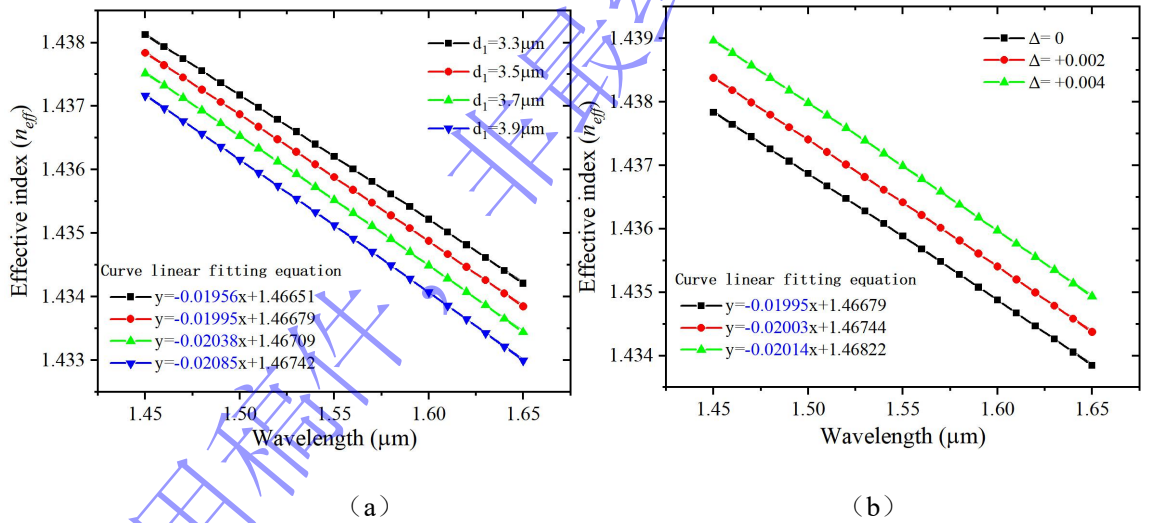 1.438
1.437
1.436
1.435
1.434
1.433
Effective index (neff)
d1=3.3μm
d1=3.5μm
d1=3.7μm
d1=3.9μm
Curve linear fitting equation
y=-0.01956x+1.46651
y=-0.01995x+1.46679
y=-0.02038x+1.46709
y=-0.02085x+1.46742
1.45 1.50 1.55 1.60 1.65
Wavelength (μm)
（a）
1.439
1.438
1.437
1.436
1.435
1.434
Effective index (neff)
Δ= 0
Δ= +0.002
Δ= +0.004
Curve linear fitting equation
y=-0.01995x+1.46679
y=-0.02003x+1.46744
y=-0.02014x+1.46822
1.45 1.50 1.55 1.60 1.65
Wavelength (μm)
（b）
用稿件，非最